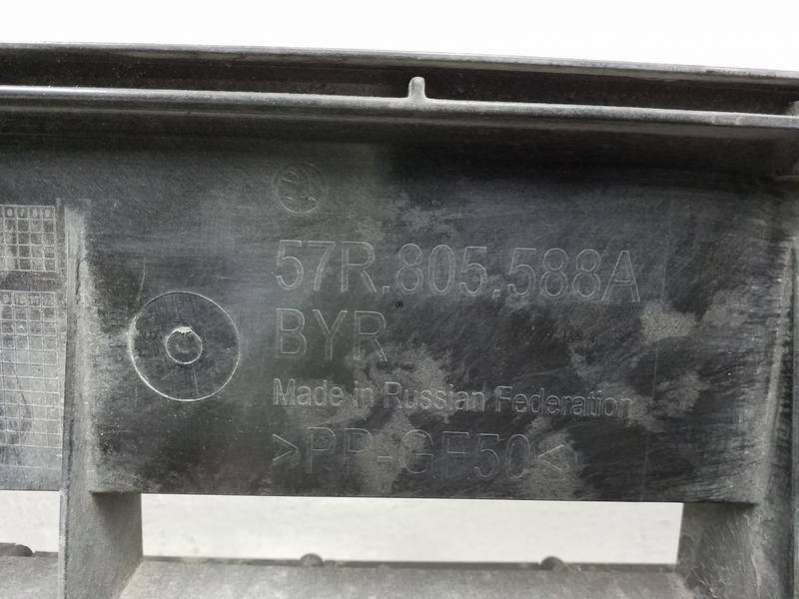 57R.805.588A
BYR
Made in Russian Federation
>PP-GF50<